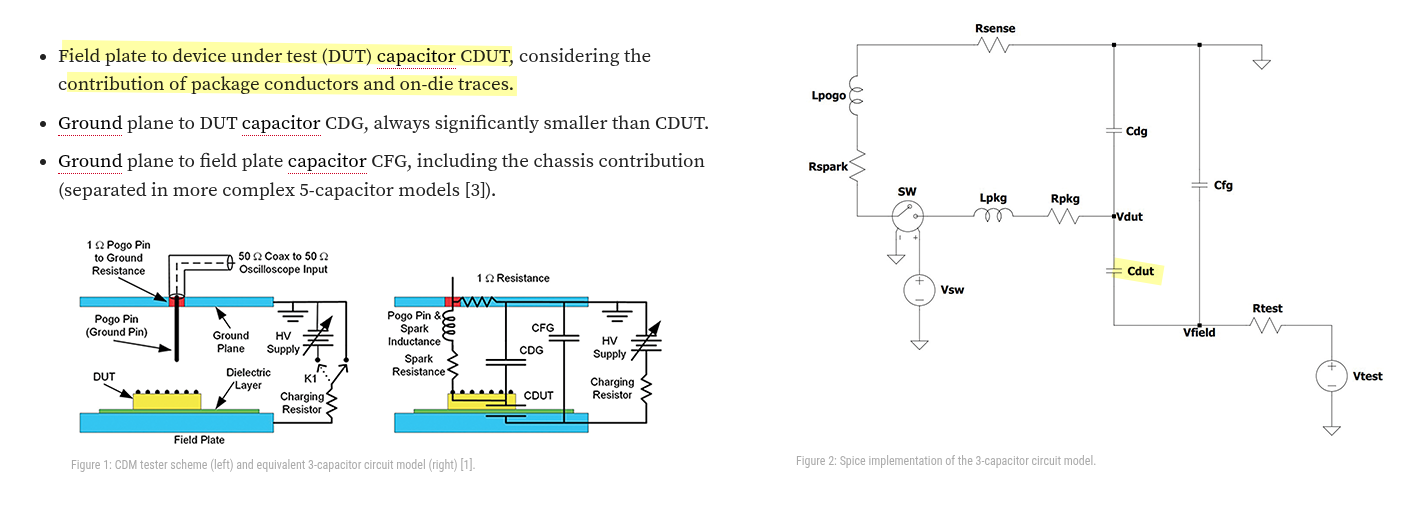 • Field plate to device under test (DUT) capacitor CDUT, considering the
contribution of package conductors and on-die traces.
• Ground plane to DUT capacitor CDG, always significantly smaller than CDUT.
• Ground plane to field plate capacitor CFG, including the chassis contribution
(separated in more complex 5-capacitor models [3]).
1 Ω Pogo Pin
to Ground
Resistance
50 Ω Coax to 50 Ω
Oscilloscope Input
Pogo Pin
(Ground Pin)
Ground
Plane
HV
Supply
DUT
Dielectric
Layer
K1
Charging
Resistor
Field Plate
1 Ω Resistance
Pogo Pin &
Spark
Inductance
Spark
Resistance
CFG
CDG
HV
Supply
Charging
Resistor
CDUT
Figure 1: CDM tester scheme (left) and equivalent 3-capacitor circuit model (right) [1].
Rsense
Lpogo
Cdg
Rspark
Cfg
SW
Lpkg
Rpkg
Vdut
Cdut
Vsw
Rtest
Vfield
Vtest
Figure 2: Spice implementation of the 3-capacitor circuit model.